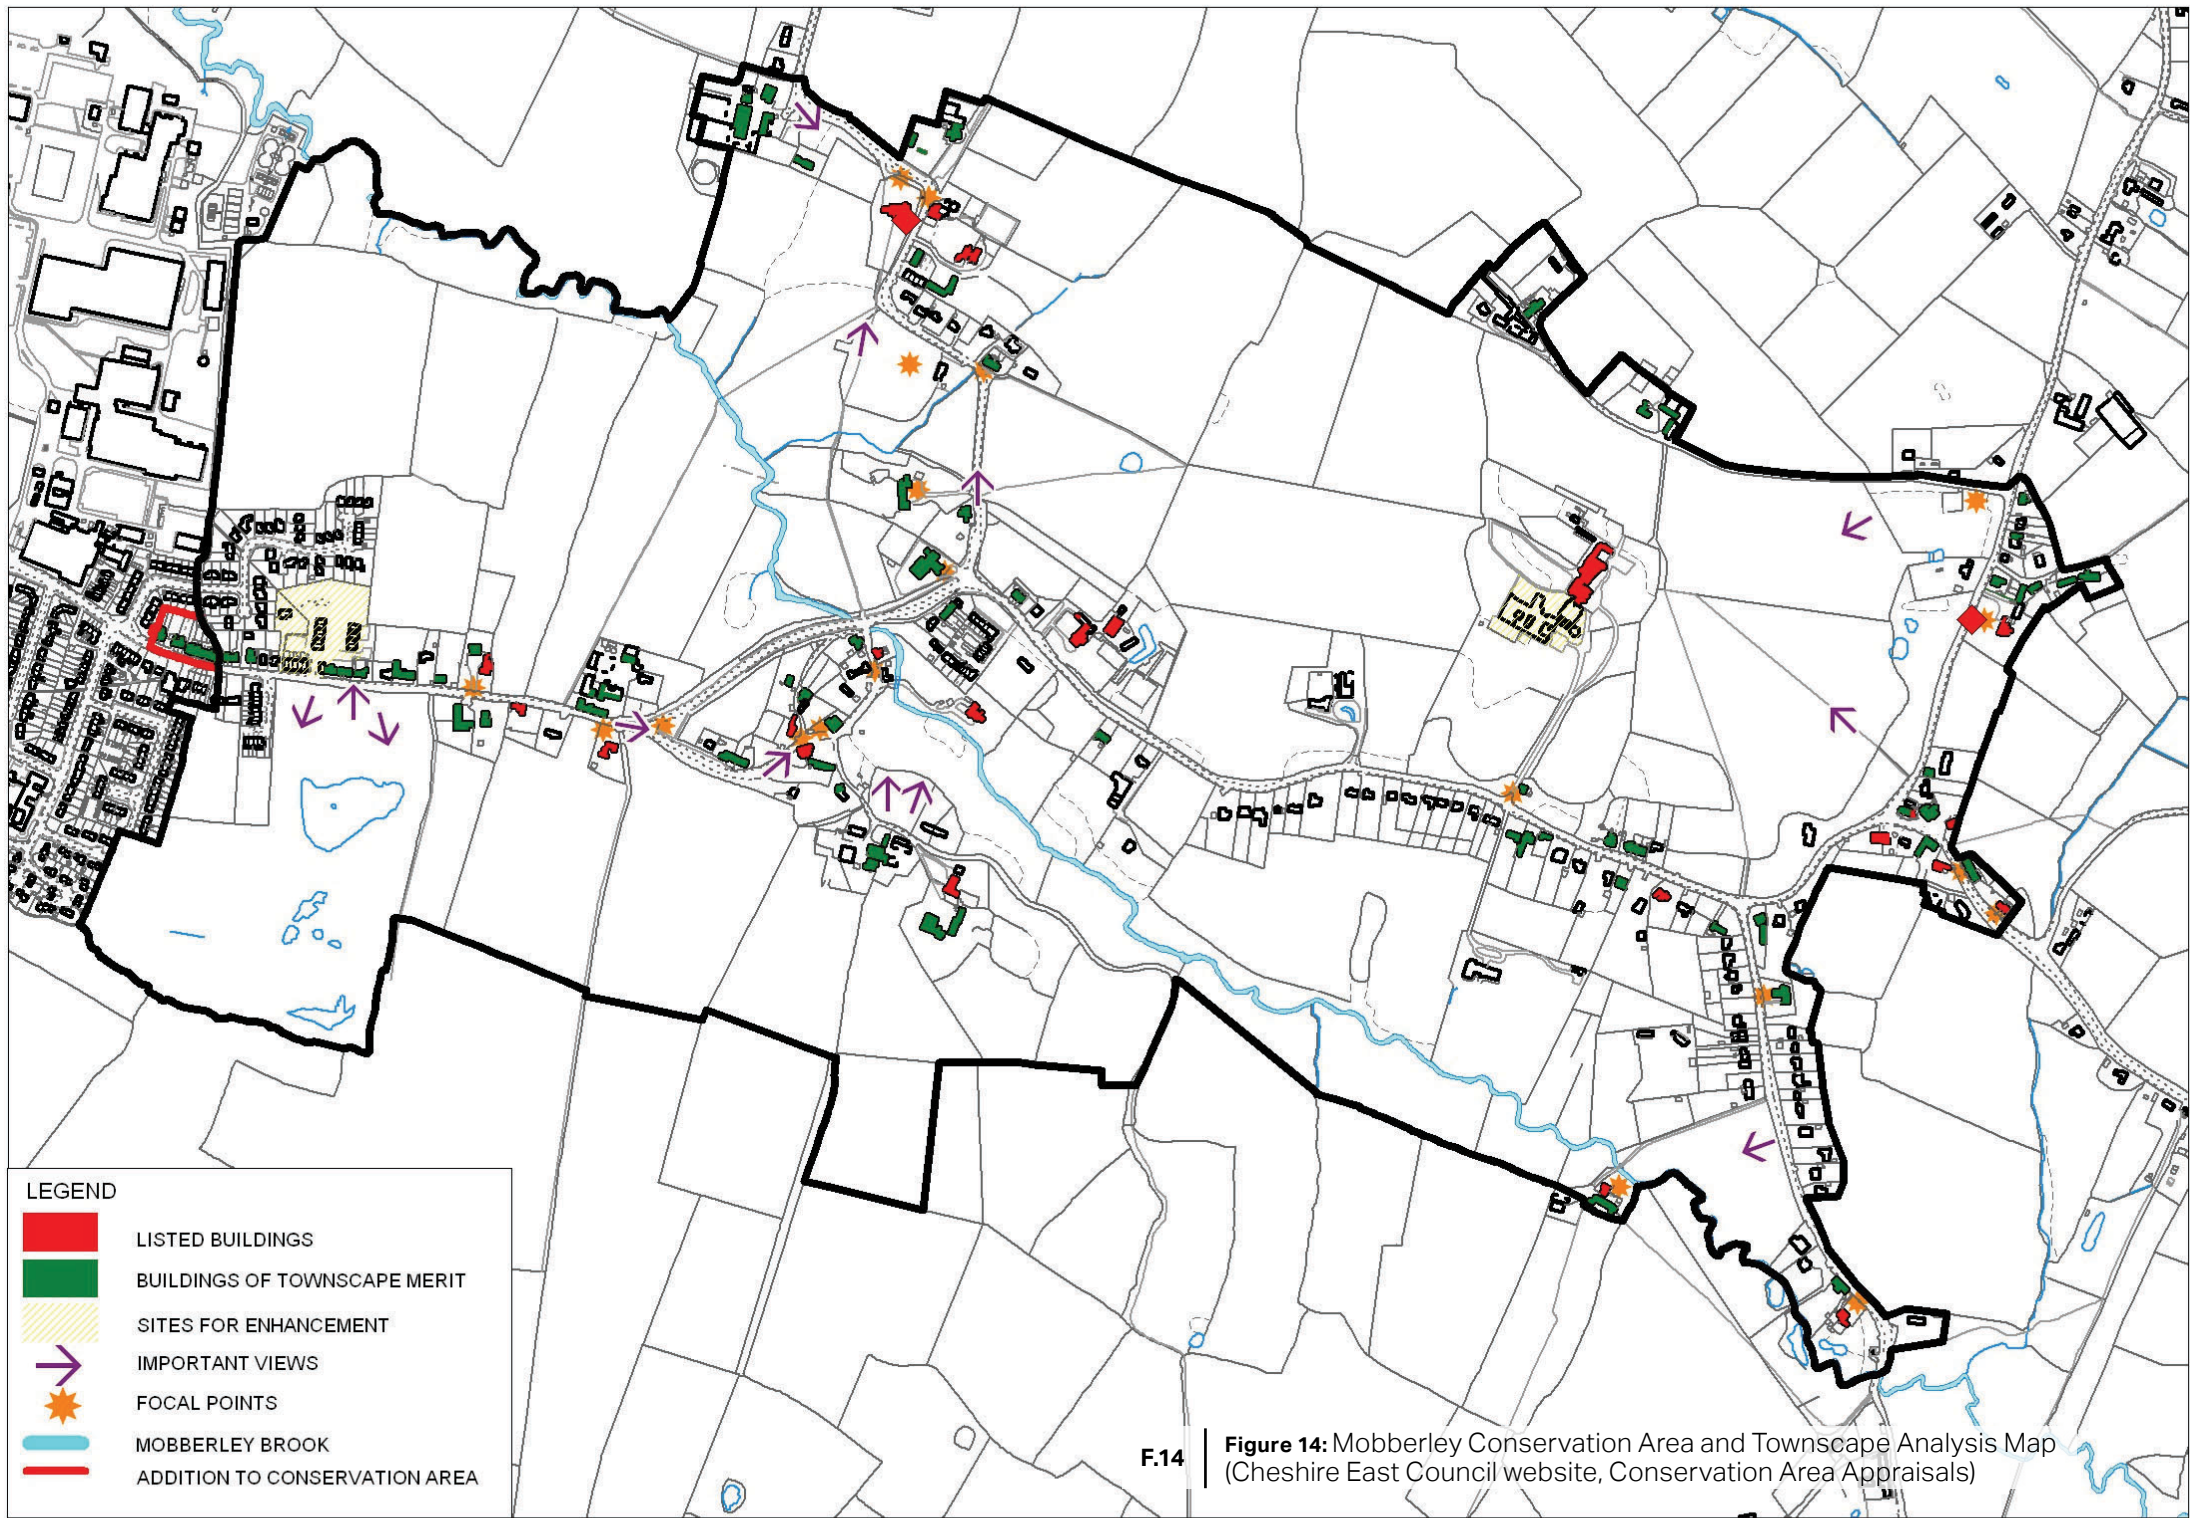 LEGEND
LISTED BUILDINGS
BUILDINGS OF TOWNSCAPE MERIT
SITES FOR ENHANCEMENT
IMPORTANT VIEWS
FOCAL POINTS
MOBBERLEY BROOK
ADDITION TO CONSERVATION AREA
F.14
Figure 14: Mobberley Conservation Area and Townscape Analysis Map
(Cheshire East Council website, Conservation Area Appraisals)